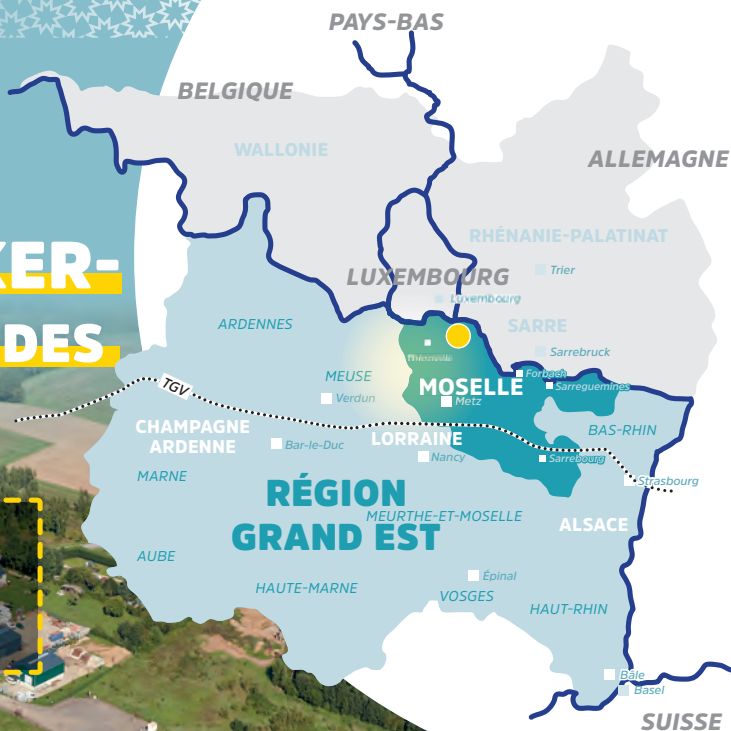 PAYS-BAS
BELGIQUE
WALLONIE
ALLEMAGNE
RHÉNANIE-PALATINAT
KER-
DES
LUXEMBOURG
Trier
Luxembourg
ARDENNES
SARRE
Sarrebruck
Thionville
MEUSE
Forbach
MOSELLE
Sarreguemines
TGV
Verdun
Metz
CHAMPAGNE
ARDENNE
LORRAINE
BAS-RHIN
Bar-le-Duc
Nancy
Sarrebourg
MARNE
Strasbourg
RÉGION
GRAND EST
MEURTHE-ET-MOSELLE
ALSACE
AUBE
HAUTE-MARNE
Épinal
VOSGES
HAUT-RHIN
Bâle
Basel
SUISSE